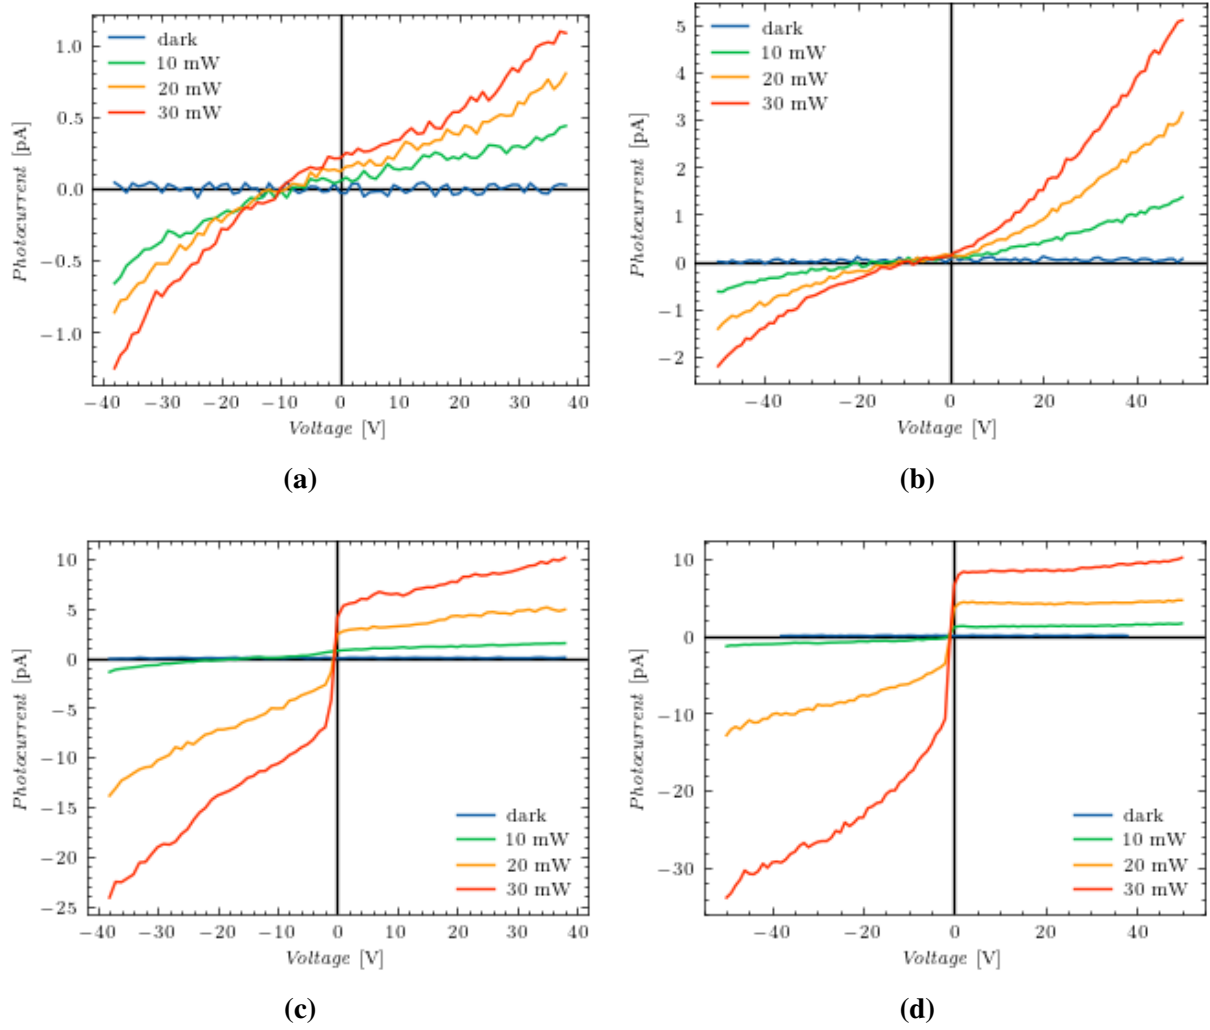 1.0
0.5
0.0
−0.5
−1.0
Photocurrent [pA]
dark
10 mW
20 mW
30 mW
−40 −30 −20 −10 0 10 20 30 40
Voltage [V]
(a)
5
4
3
2
1
0
−1
−2
Photocurrent [pA]
dark
10 mW
20 mW
30 mW
−40 −20 0 20 40
Voltage [V]
(b)
10
5
0
−5
−10
−15
−20
−25
Photocurrent [pA]
dark
10 mW
20 mW
30 mW
−40 −30 −20 −10 0 10 20 30 40
Voltage [V]
(c)
10
0
−10
−20
−30
Photocurrent [pA]
dark
10 mW
20 mW
30 mW
−40 −20 0 20 40
Voltage [V]
(d)